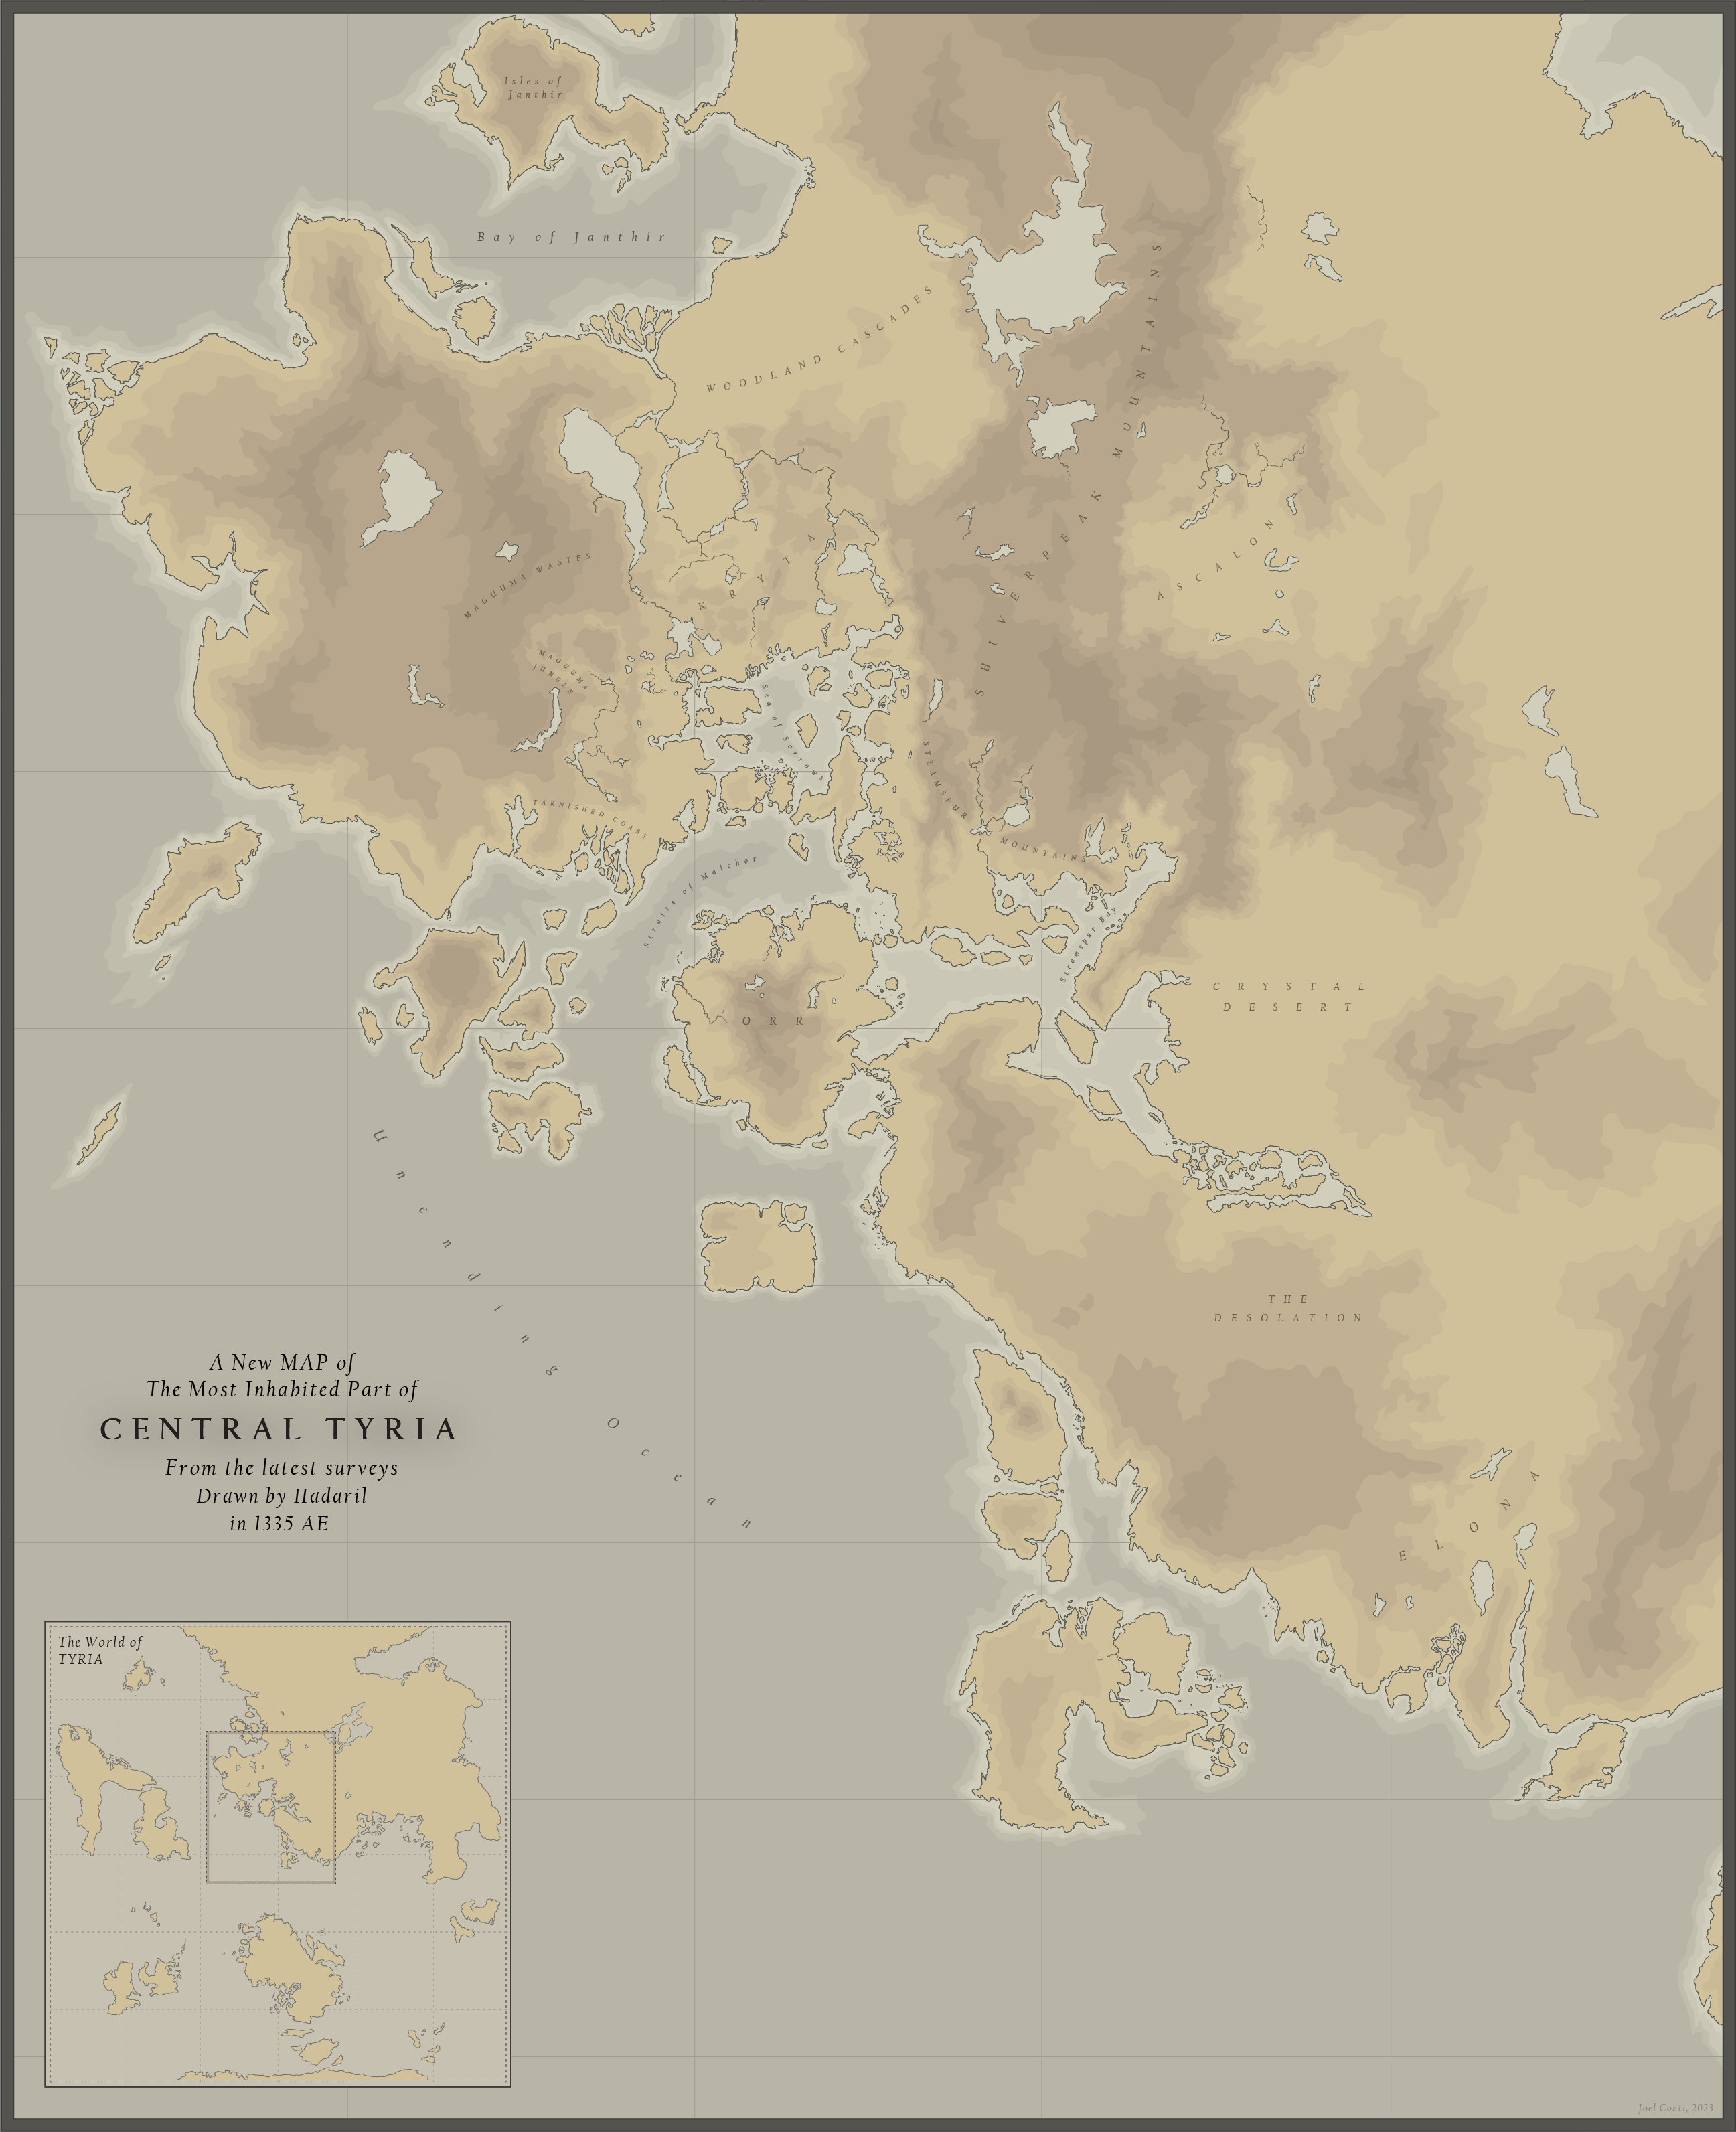 Isles of
Janthir
Bay of Janthir
WOODLAND CASCADES
SHIVERPEAK MOUNTAINS
ASCALON
KRYTA
MAGUUMA WASTES
MAGUUMA
JUNGLE
Sea of Sorrows
TARNISHED COAST
STEAMSPUR MOUNTAINS
Straits of Malchor
Steamspur Bay
ORR
CRYSTAL
DESERT
Unending Ocean
THE
DESOLATION
ELONA
A New MAP of
The Most Inhabited Part of
CENTRAL TYRIA
From the latest surveys
Drawn by Hadaril
in 1335 AE
The World of
TYRIA
Joel Conti, 2023